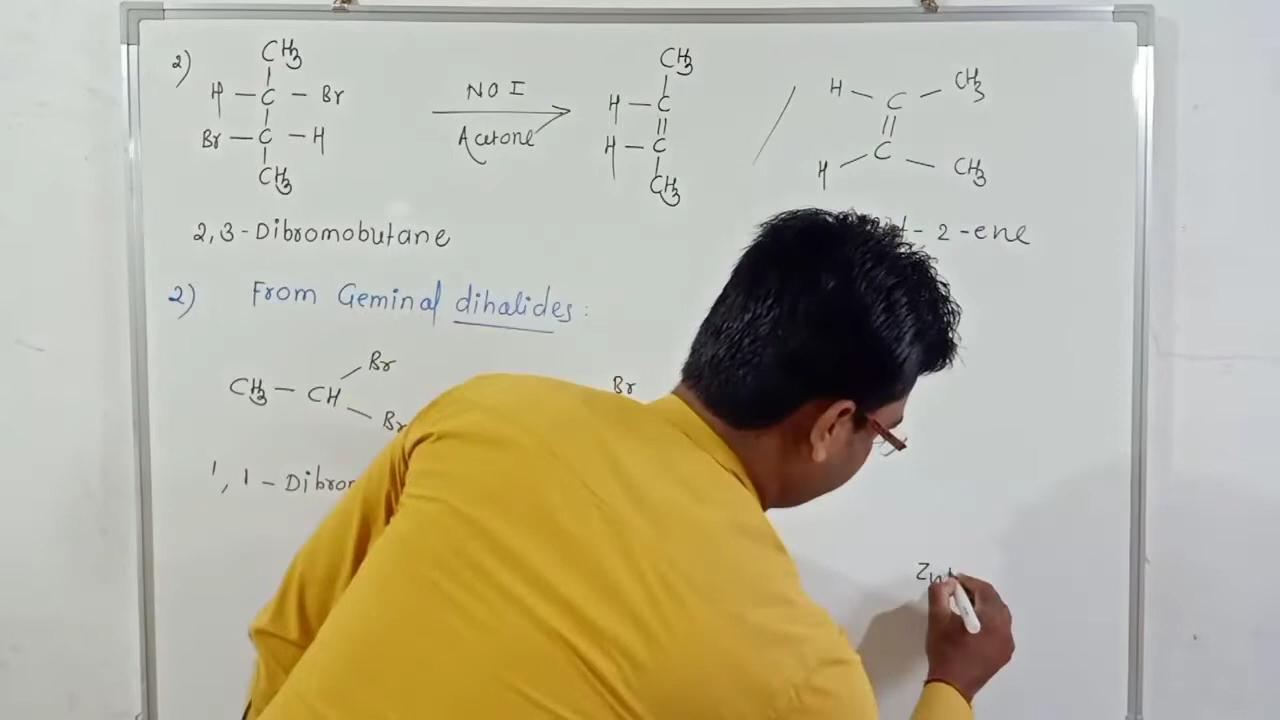 2)
CH3
H – C – Br
Br – C – H
CH3
NO I
Acetone
CH3
H – C
||
H – C
CH3
/
H – C – CH3
||
H – C – CH3
2,3-Dibromobutane
- 2 -ene
2) From Geminal dihalides:
CH3 – CH
Br
Br
Br
1, 1 - Dibro
Zn